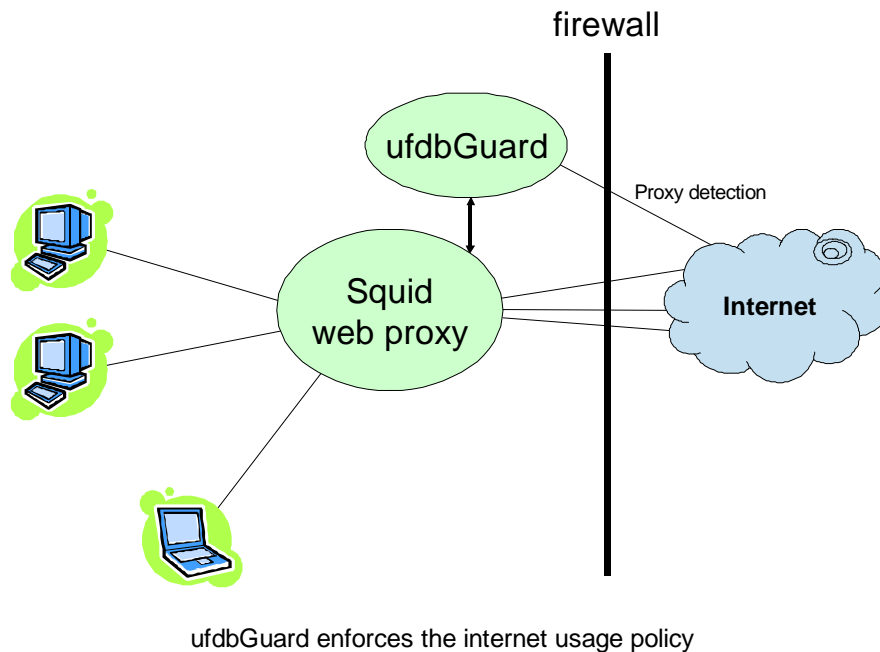 firewall
ufdbGuard
Proxy detection
Squid
web proxy
Internet
ufdbGuard enforces the internet usage policy